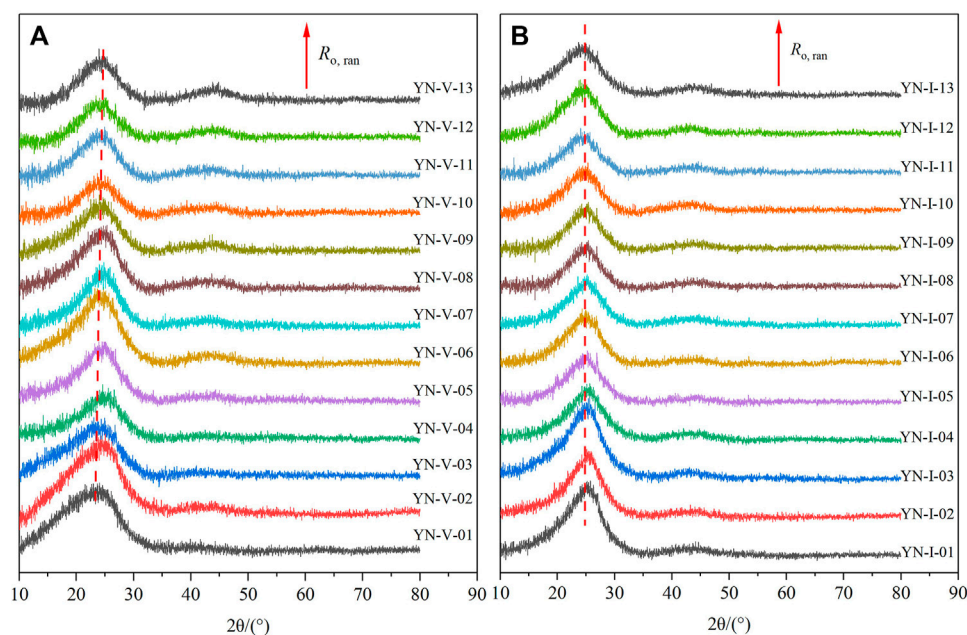 A
R o, ran
YN-V-13
YN-V-12
YN-V-11
YN-V-10
YN-V-09
YN-V-08
YN-V-07
YN-V-06
YN-V-05
YN-V-04
YN-V-03
YN-V-02
YN-V-01
10 20 30 40 50 60 70 80 90
2θ/(°)
B
R o, ran
YN-I-13
YN-I-12
YN-I-11
YN-I-10
YN-I-09
YN-I-08
YN-I-07
YN-I-06
YN-I-05
YN-I-04
YN-I-03
YN-I-02
YN-I-01
10 20 30 40 50 60 70 80 90
2θ/(°)